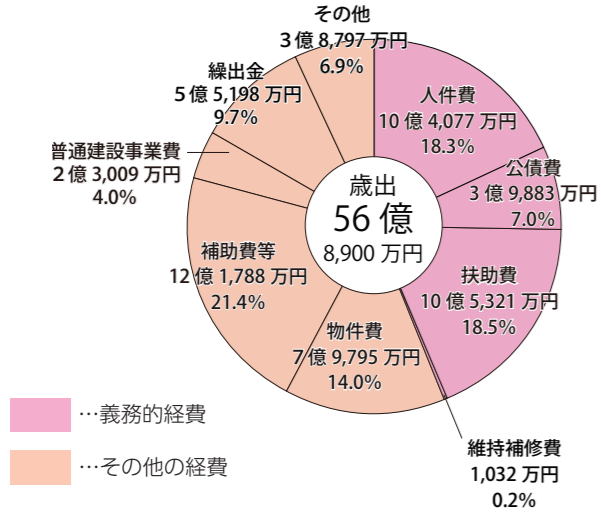 その他
3億 8,797 万円
6.9%
繰出金
5億 5,198 万円
9.7%
普通建設事業費
2億 3,009 万円
4.0%
補助費等
12億 1,788 万円
21.4%
物件費
7億 9,795 万円
14.0%
人件費
10億 4,077 万円
18.3%
公債費
3億 9,883 万円
7.0%
扶助費
10億 5,321 万円
18.5%
維持補修費
1,032 万円
0.2%
歳出
56 億
8,900 万円
…義務的経費
…その他の経費